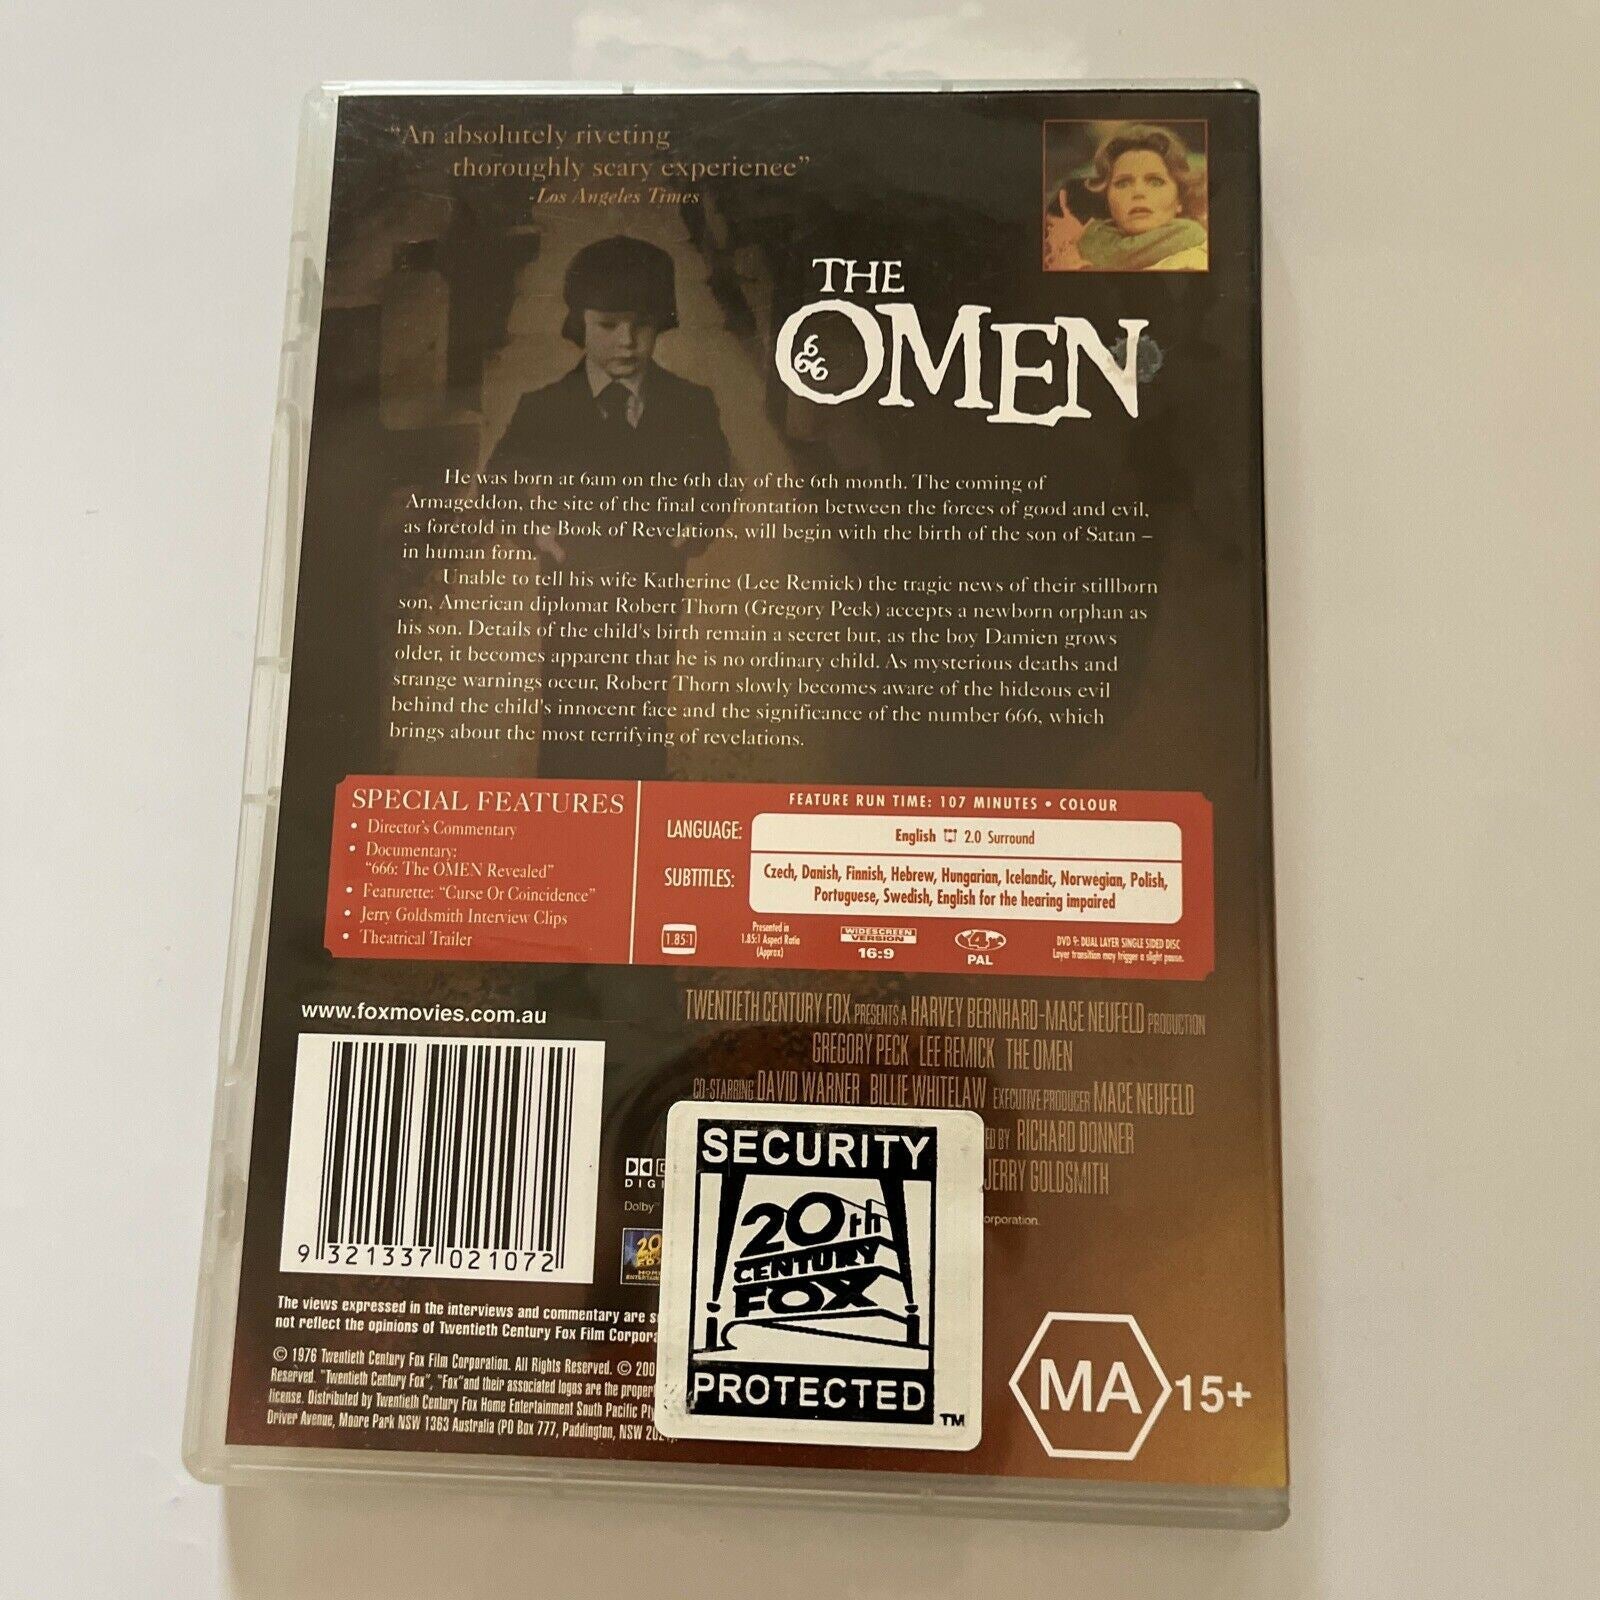 "An absolutely riveting
thoroughly scary experience"
-Los Angeles Times
THE
OMEN
666
He was born at 6am on the 6th day of the 6th month. The coming of
Armageddon, the site of the final confrontation between the forces of good and evil,
as foretold in the Book of Revelations, will begin with the birth of the son of Satan –
in human form.
Unable to tell his wife Katherine (Lee Remick) the tragic news of their stillborn
son, American diplomat Robert Thorn (Gregory Peck) accepts a newborn orphan as
his son. Details of the child's birth remain a secret but, as the boy Damien grows
older, it becomes apparent that he is no ordinary child. As mysterious deaths and
strange warnings occur, Robert Thorn slowly becomes aware of the hideous evil
behind the child's innocent face and the significance of the number 666, which
brings about the most terrifying of revelations.
SPECIAL FEATURES
• Director's Commentary
• Documentary:
"666: The OMEN Revealed"
• Featurette: "Curse Or Coincidence"
• Jerry Goldsmith Interview Clips
• Theatrical Trailer
FEATURE RUN TIME: 107 MINUTES • COLOUR
LANGUAGE: English 2.0 Surround
SUBTITLES: Czech, Danish, Finnish, Hebrew, Hungarian, Icelandic, Norwegian, Polish,
Portuguese, Swedish, English for the hearing impaired
1.85:1
Presented in
1.85:1 Aspect Ratio
(Approx)
WIDESCREEN
VERSION
16:9
4
PAL
DVD 9: DUAL LAYER SINGLE SIDED DISC
Layer transition may trigger a slight pause.
www.foxmovies.com.au
TWENTIETH CENTURY FOX PRESENTS A HARVEY BERNHARD-MACE NEUFELD PRODUCTION
GREGORY PECK LEE REMICK THE OMEN
CO-STARRING DAVID WARNER BILLIE WHITELAW EXECUTIVE PRODUCER MACE NEUFELD
ED BY RICHARD DONNER
JERRY GOLDSMITH
DIGI
Dolby
orporation.
9 321337 021072
20
SECURITY
20th
CENTURY
FOX
PROTECTED
TM
The views expressed in the interviews and commentary are s
not reflect the opinions of Twentieth Century Fox Film Corpora
© 1976 Twentieth Century Fox Film Corporation. All Rights Reserved. © 200
Reserved. "Twentieth Century Fox", "Fox" and their associated logos are the proper
license. Distributed by Twentieth Century Fox Home Entertainment South Pacific Pty
Driver Avenue, Moore Park NSW 1363 Australia (PO Box 777, Paddington, NSW 2021).
MA 15+